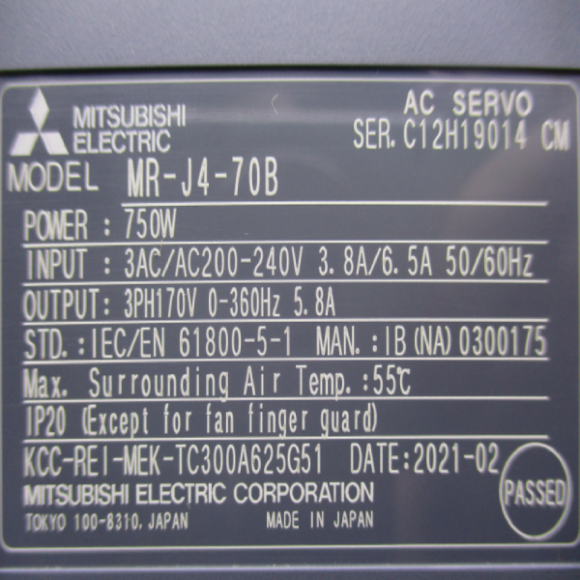 MITSUBISHI
ELECTRIC
AC SERVO
SER. C12H19014 CM
MODEL MR-J4-70B
POWER : 750W
INPUT : 3AC/AC200-240V 3.8A/6.5A 50/60Hz
OUTPUT: 3PH170V 0-360Hz 5.8A
STD.:IEC/EN 61800-5-1 MAN.:IB(NA)0300175
Max. Surrounding Air Temp.:55℃
IP20 (Except for fan finger guard)
KCC-REI-MEK-TC300A625G51 DATE:2021-02
MITSUBISHI ELECTRIC CORPORATION
PASSED
TOKYO 100-8310, JAPAN MADE IN JAPAN